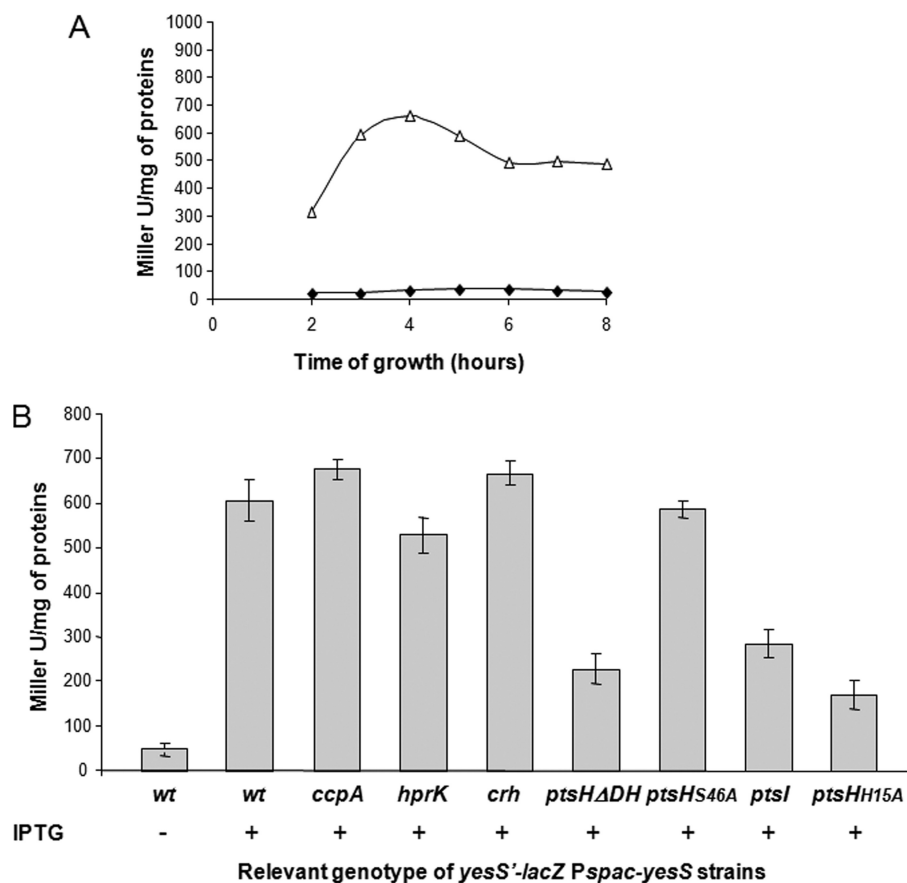 A
1000
900
800
700
600
500
400
300
200
100
0
Miller U/mg of proteins
0 2 4 6 8
Time of growth (hours)
B
800
700
600
500
400
300
200
100
0
Miller U/mg of proteins
wt wt ccpA hprK crh ptsHΔDH ptsHS46A ptsI ptsHH15A
IPTG - + + + + + + + +
Relevant genotype of yesS'-lacZ Pspac-yesS strains